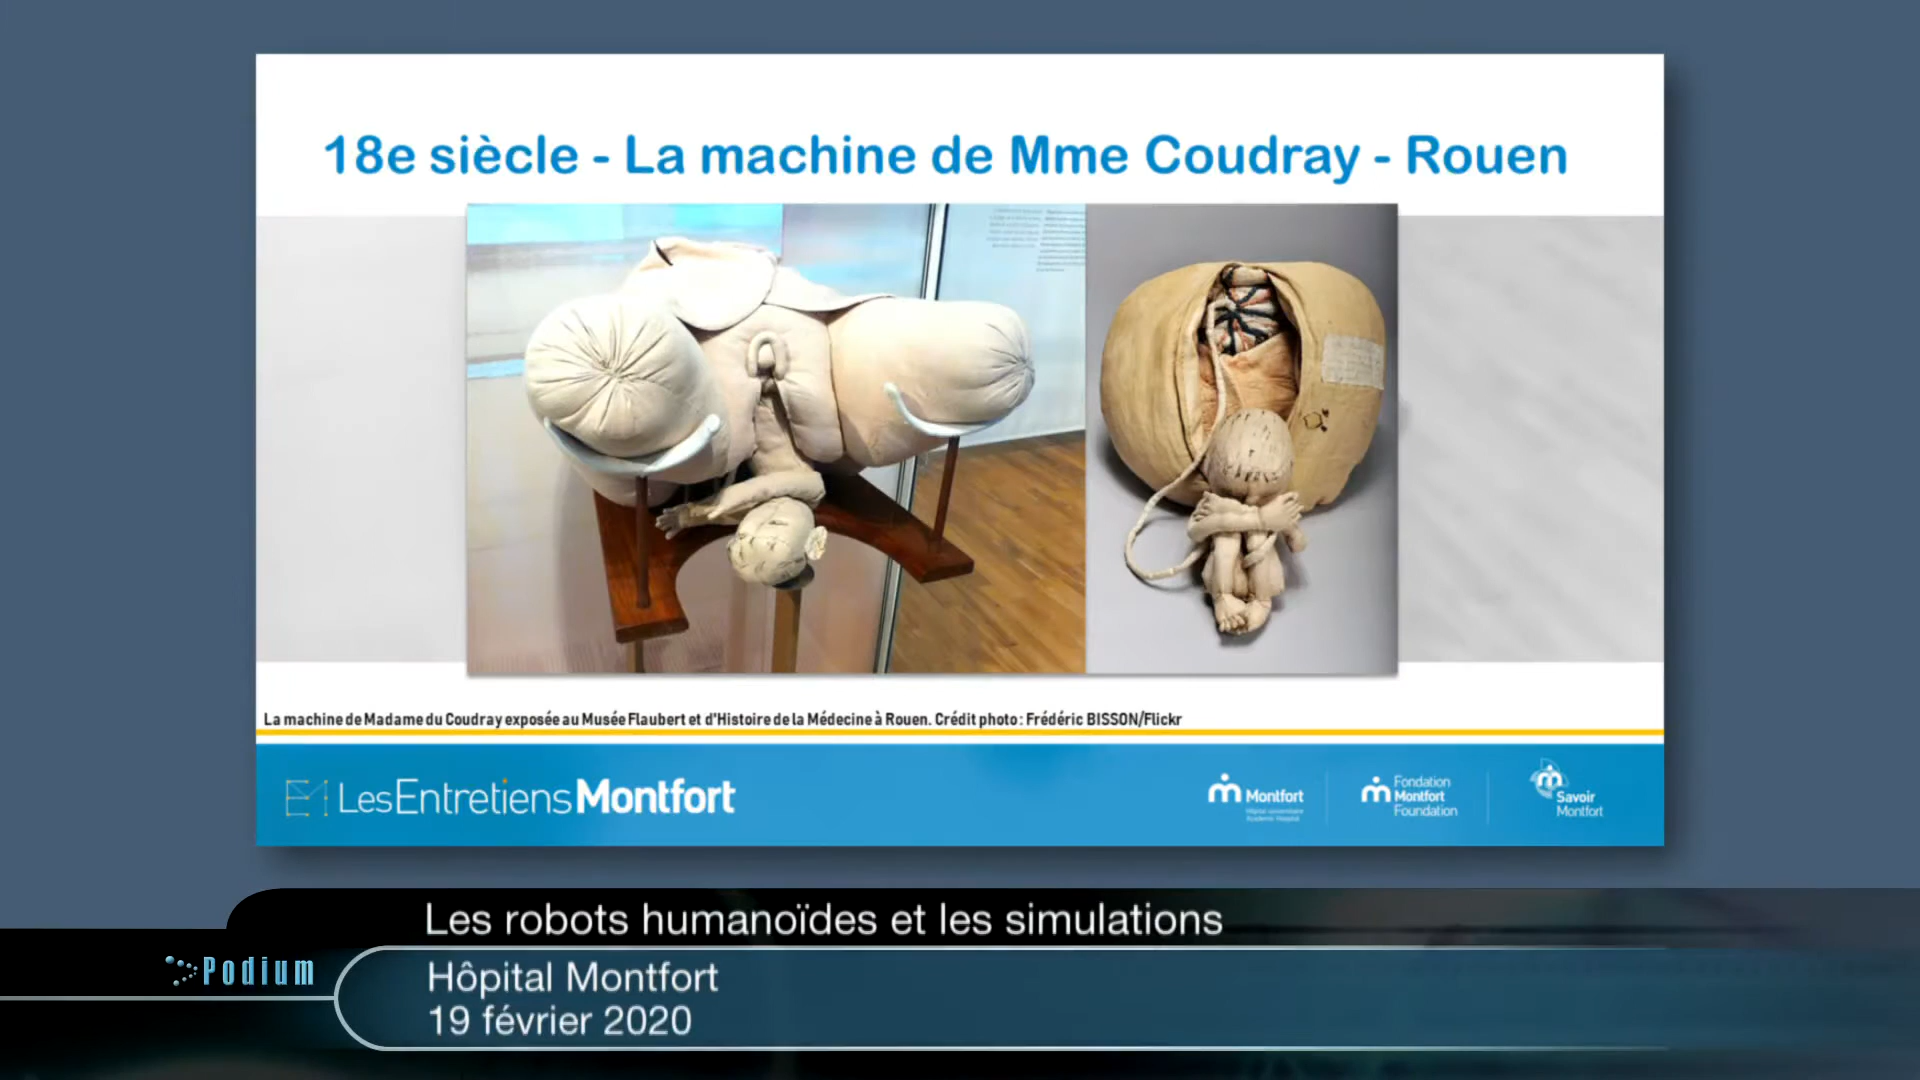 18e siècle - La machine de Mme Coudray - Rouen
La machine de Madame du Coudray exposée au Musée Flaubert et d'Histoire de la Médecine à Rouen. Crédit photo : Frédéric BISSON/Flickr
LesEntretiensMontfort
Montfort
Fondation
Montfort
Foundation
Savoir
Montfort
Les robots humanoïdes et les simulations
Podium
Hôpital Montfort
19 février 2020